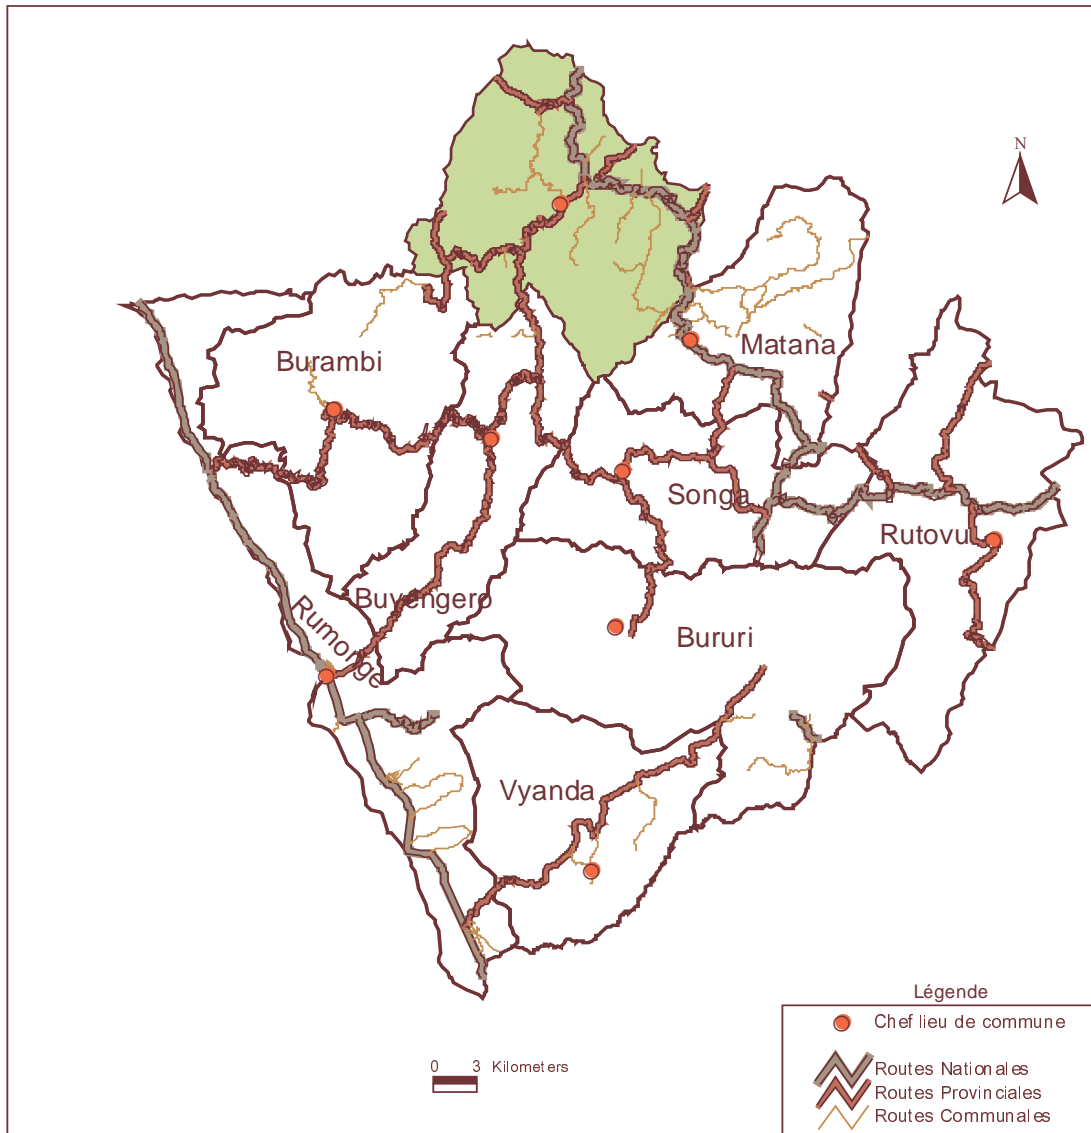 N
Matana
Burambi
Songa
Rutovu
Buyengero
Rumonge
Bururi
Vyanda
Légende
Chef lieu de commune
0 3 Kilometers
Routes Nationales
Routes Provinciales
Routes Communales